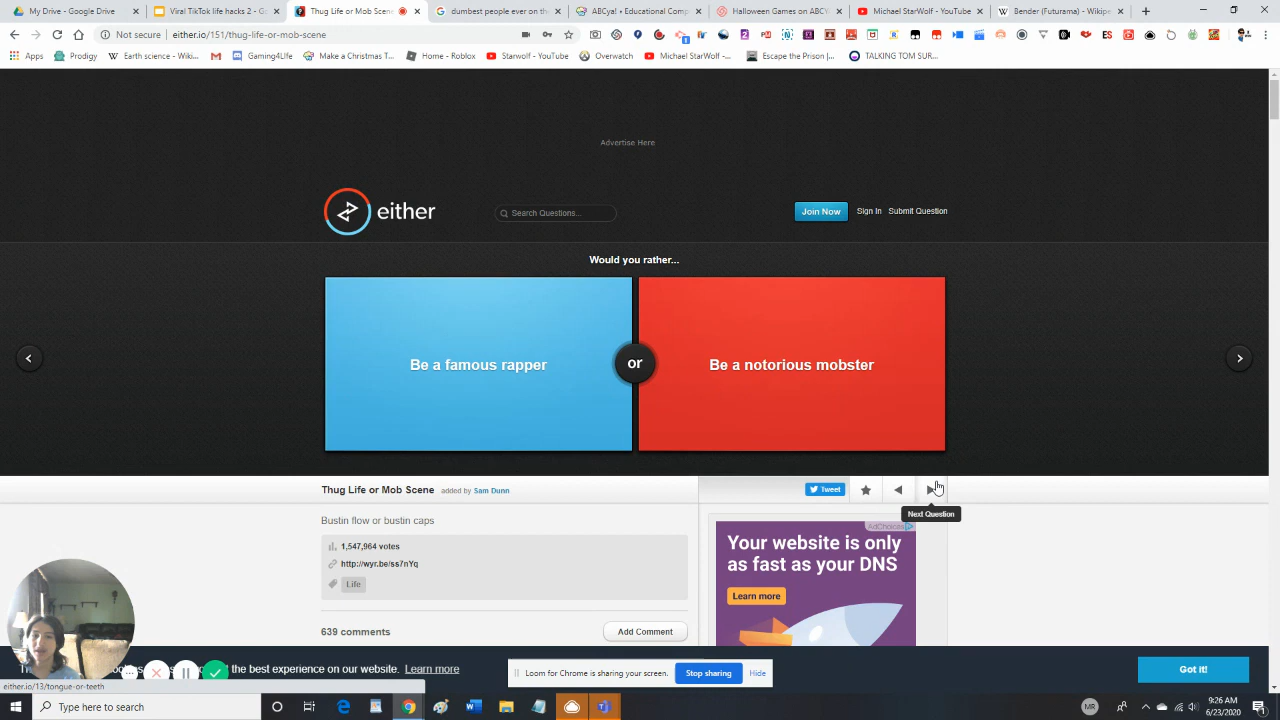 My Drive - Google Drive
Viral TikTok life hacks 2 - G
Thug Life or Mob Scene
dumbest people ever on th
ABCya! • Educational Comp
Halloween Games on ABCY
Michael StarWolf - YouTube
Bender (Futurama) - Wikipe
Not secure
either.io/151/thug-life-or-mob-scene
Apps
Prodigy
Earth science - Wiki...
Gaming4Life
Make a Christmas T...
Home - Roblox
Starwolf - YouTube
Overwatch
Michael StarWolf -...
Escape the Prison |...
TALKING TOM SUR...
Advertise Here
either
Search Questions...
Join Now
Sign In
Submit Question
Would you rather...
Be a famous rapper
or
Be a notorious mobster
Thug Life or Mob Scene added by Sam Dunn
Tweet
Next Question
Bustin flow or bustin caps
1,547,964 votes
http://wyr.be/ss7nYq
Life
639 comments
Add Comment
AdChoices
Your website is only
as fast as your DNS
Learn more
the best experience on our website. Learn more
Got it!
Loom for Chrome is sharing your screen.
Stop sharing
Hide
either.io/13/tongue-or-teeth
Type here to search
MR
9:26 AM
6/23/2020